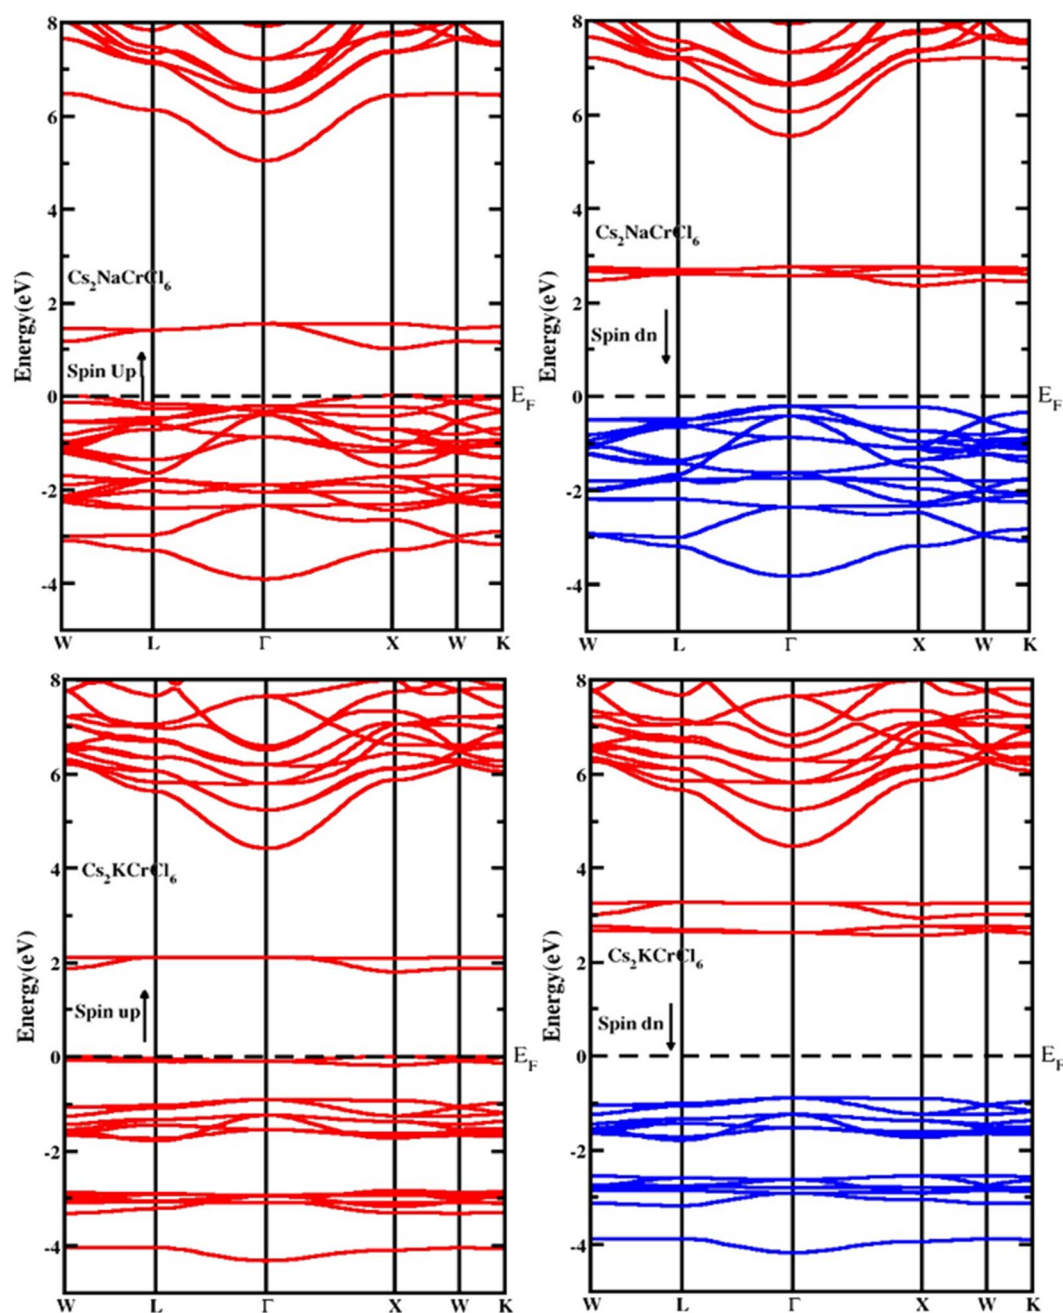 8
6
4
2
0
-2
-4
Energy(eV)
Cs₂NaCrCl₆
Spin Up
E_F
W L Γ X W K
8
6
4
2
0
-2
-4
Energy(eV)
Cs₂NaCrCl₆
Spin dn
E_F
W L Γ X W K
8
6
4
2
0
-2
-4
Energy(eV)
Cs₂KCrCl₆
Spin up
E_F
W L Γ X W K
8
6
4
2
0
-2
-4
Energy(eV)
Cs₂KCrCl₆
Spin dn
E_F
W L Γ X W K